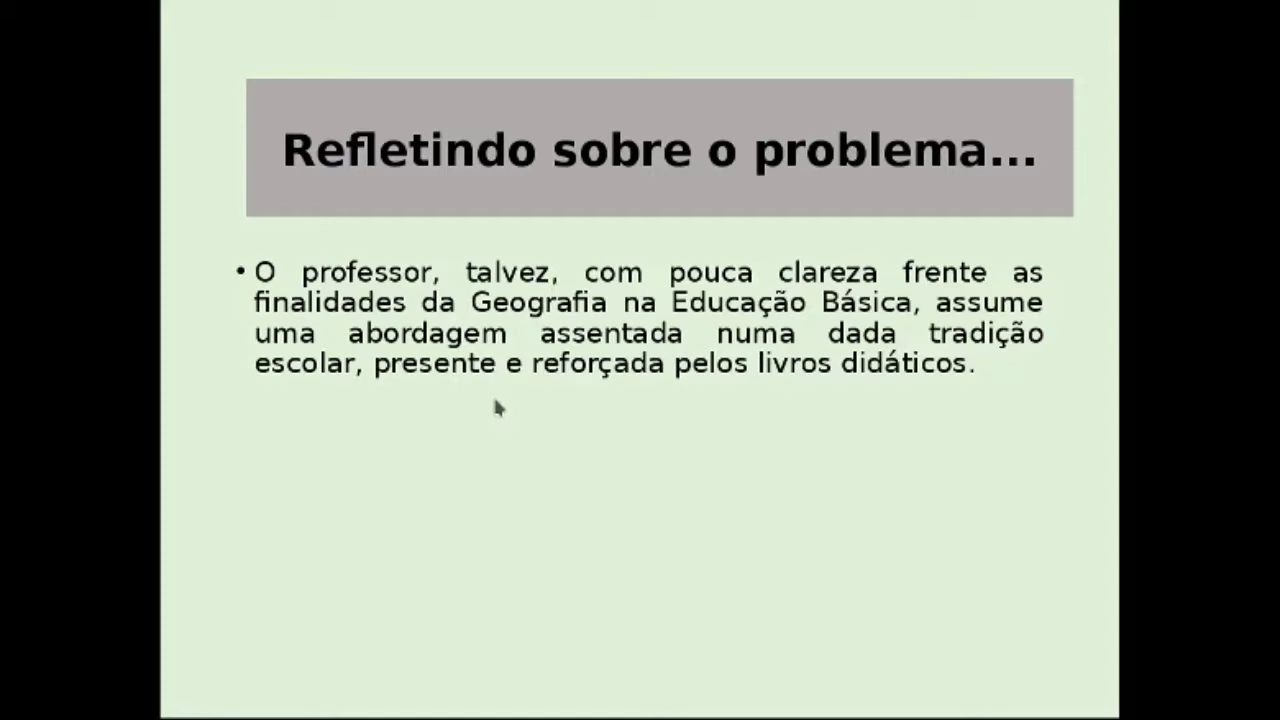 Refletindo sobre o problema...
• O professor, talvez, com pouca clareza frente as
finalidades da Geografia na Educação Básica, assume
uma abordagem assentada numa dada tradição
escolar, presente e reforçada pelos livros didáticos.